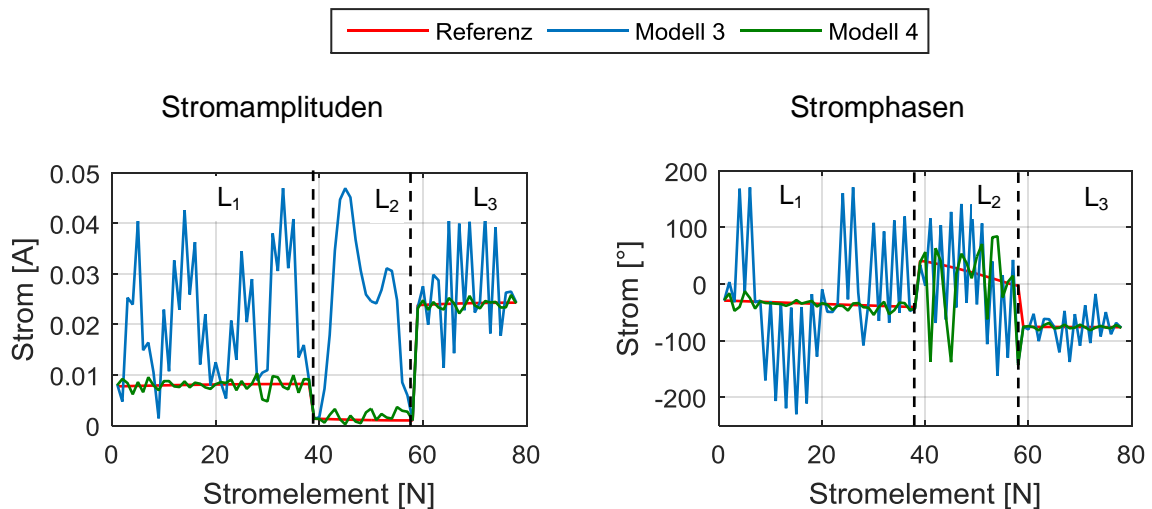 Referenz Modell 3 Modell 4
Stromamplituden
Strom [A]
0.05
0.04
0.03
0.02
0.01
0
L1
L2
L3
0 20 40 60 80
Stromelement [N]
Stromphasen
Strom [°]
200
100
0
-100
-200
L1
L2
L3
0 20 40 60 80
Stromelement [N]